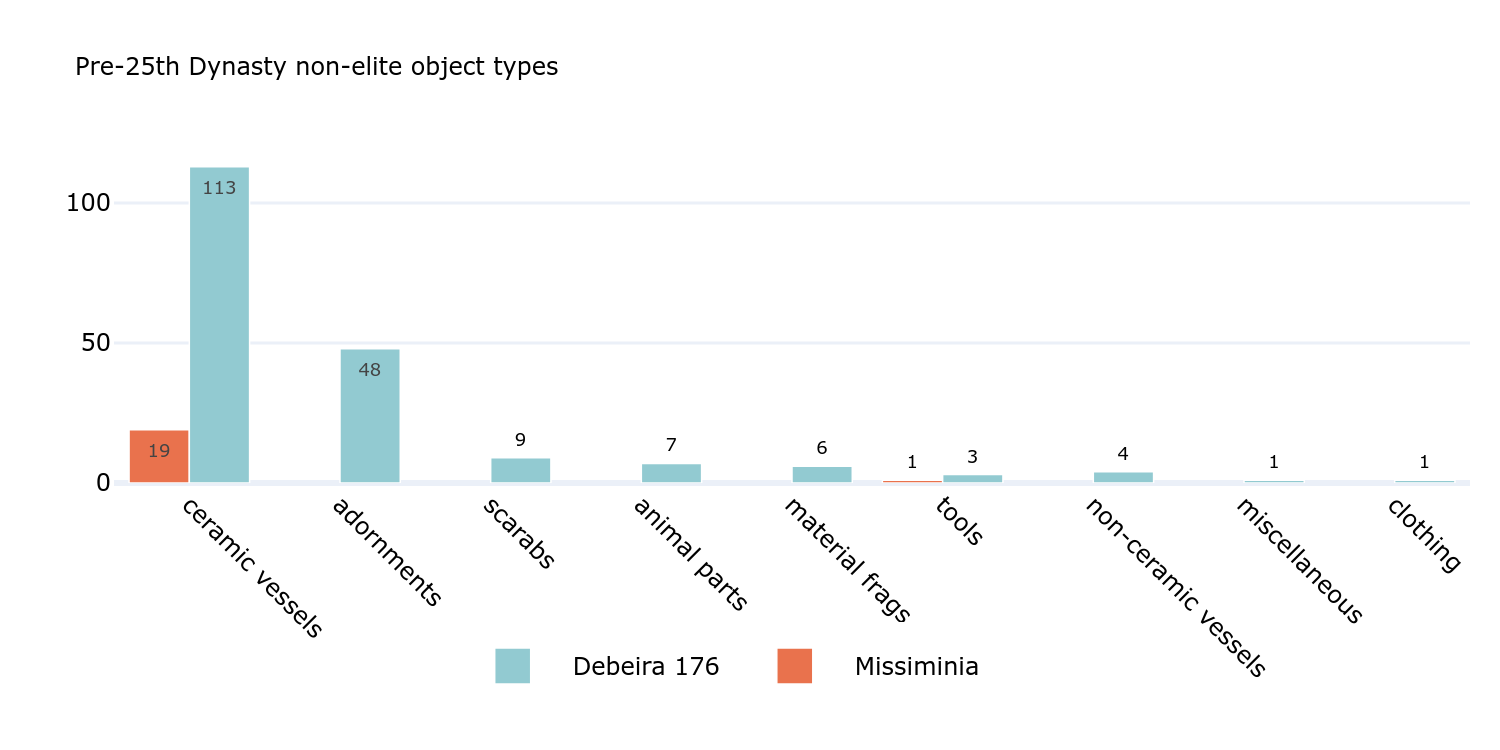 Pre-25th Dynasty non-elite object types
100
50
0
19
113
48
9
7
6
1
3
4
1
1
ceramic vessels
adornments
scarabs
animal parts
material frags
tools
non-ceramic vessels
miscellaneous
clothing
Debeira 176
Missiminia